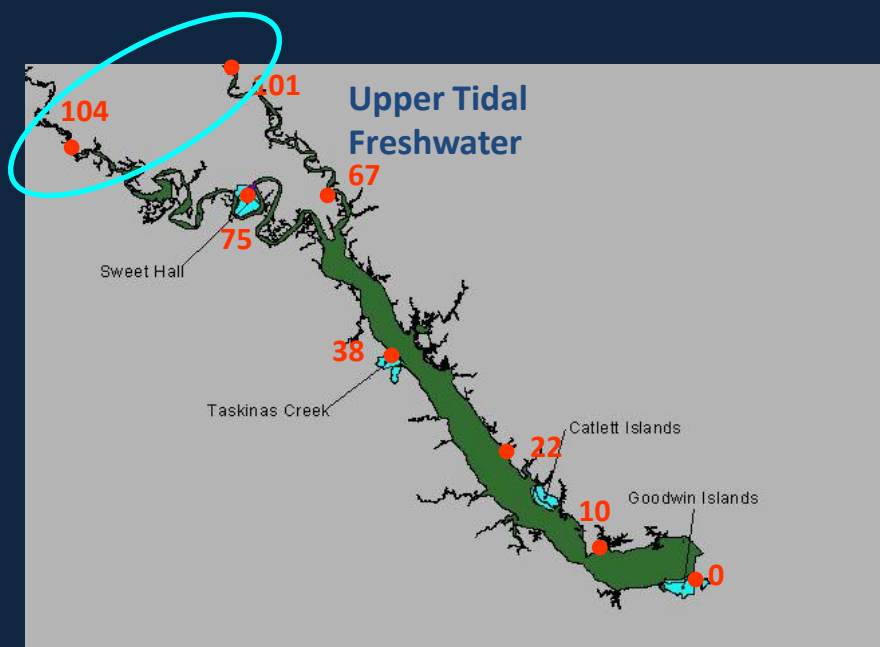 101
104
Upper Tidal
Freshwater
67
75
Sweet Hall
38
Taskinas Creek
Catlett Islands
22
Goodwin Islands
10
0